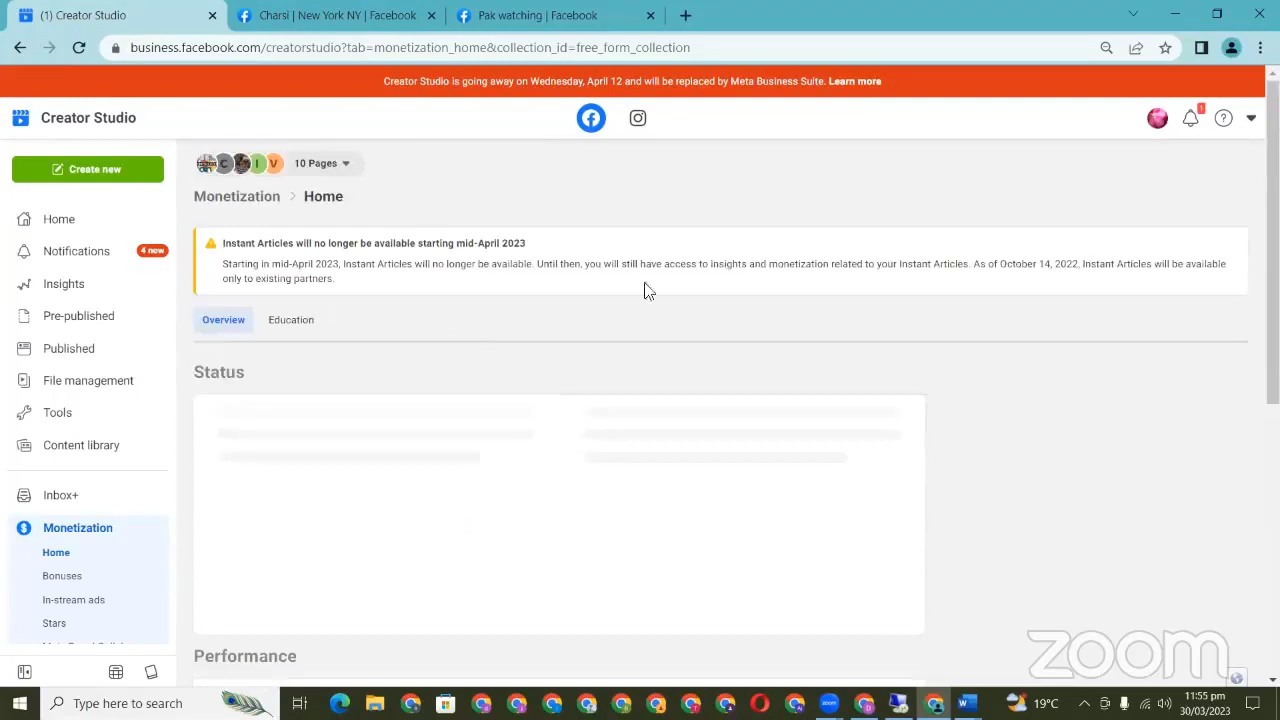 (1) Creator Studio
Charsi | New York NY | Facebook
Pak watching | Facebook
business.facebook.com/creatorstudio?tab=monetization_home&collection_id=free_form_collection
Creator Studio is going away on Wednesday, April 12 and will be replaced by Meta Business Suite. Learn more
Creator Studio
1
Create new
C
I
V
10 Pages
Monetization > Home
Home
Notifications
4 new
Insights
Pre-published
Published
File management
Tools
Content library
Inbox+
Monetization
Home
Bonuses
In-stream ads
Stars
Instant Articles will no longer be available starting mid-April 2023
Starting in mid-April 2023, Instant Articles will no longer be available. Until then, you will still have access to insights and monetization related to your Instant Articles. As of October 14, 2022, Instant Articles will be available
only to existing partners.
Overview
Education
Status
Performance
zoom
Type here to search
zoom
19°C
11:55 pm
30/03/2023